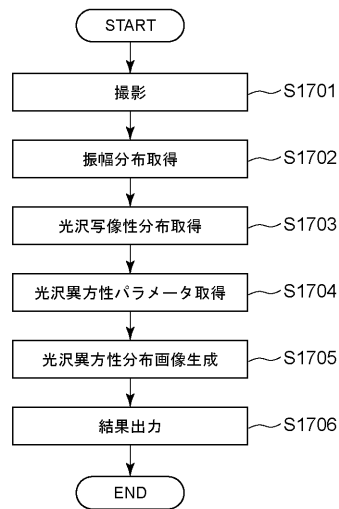 START
撮影 S1701
振幅分布取得 S1702
光沢写像性分布取得 S1703
光沢異方性パラメータ取得 S1704
光沢異方性分布画像生成 S1705
結果出力 S1706
END